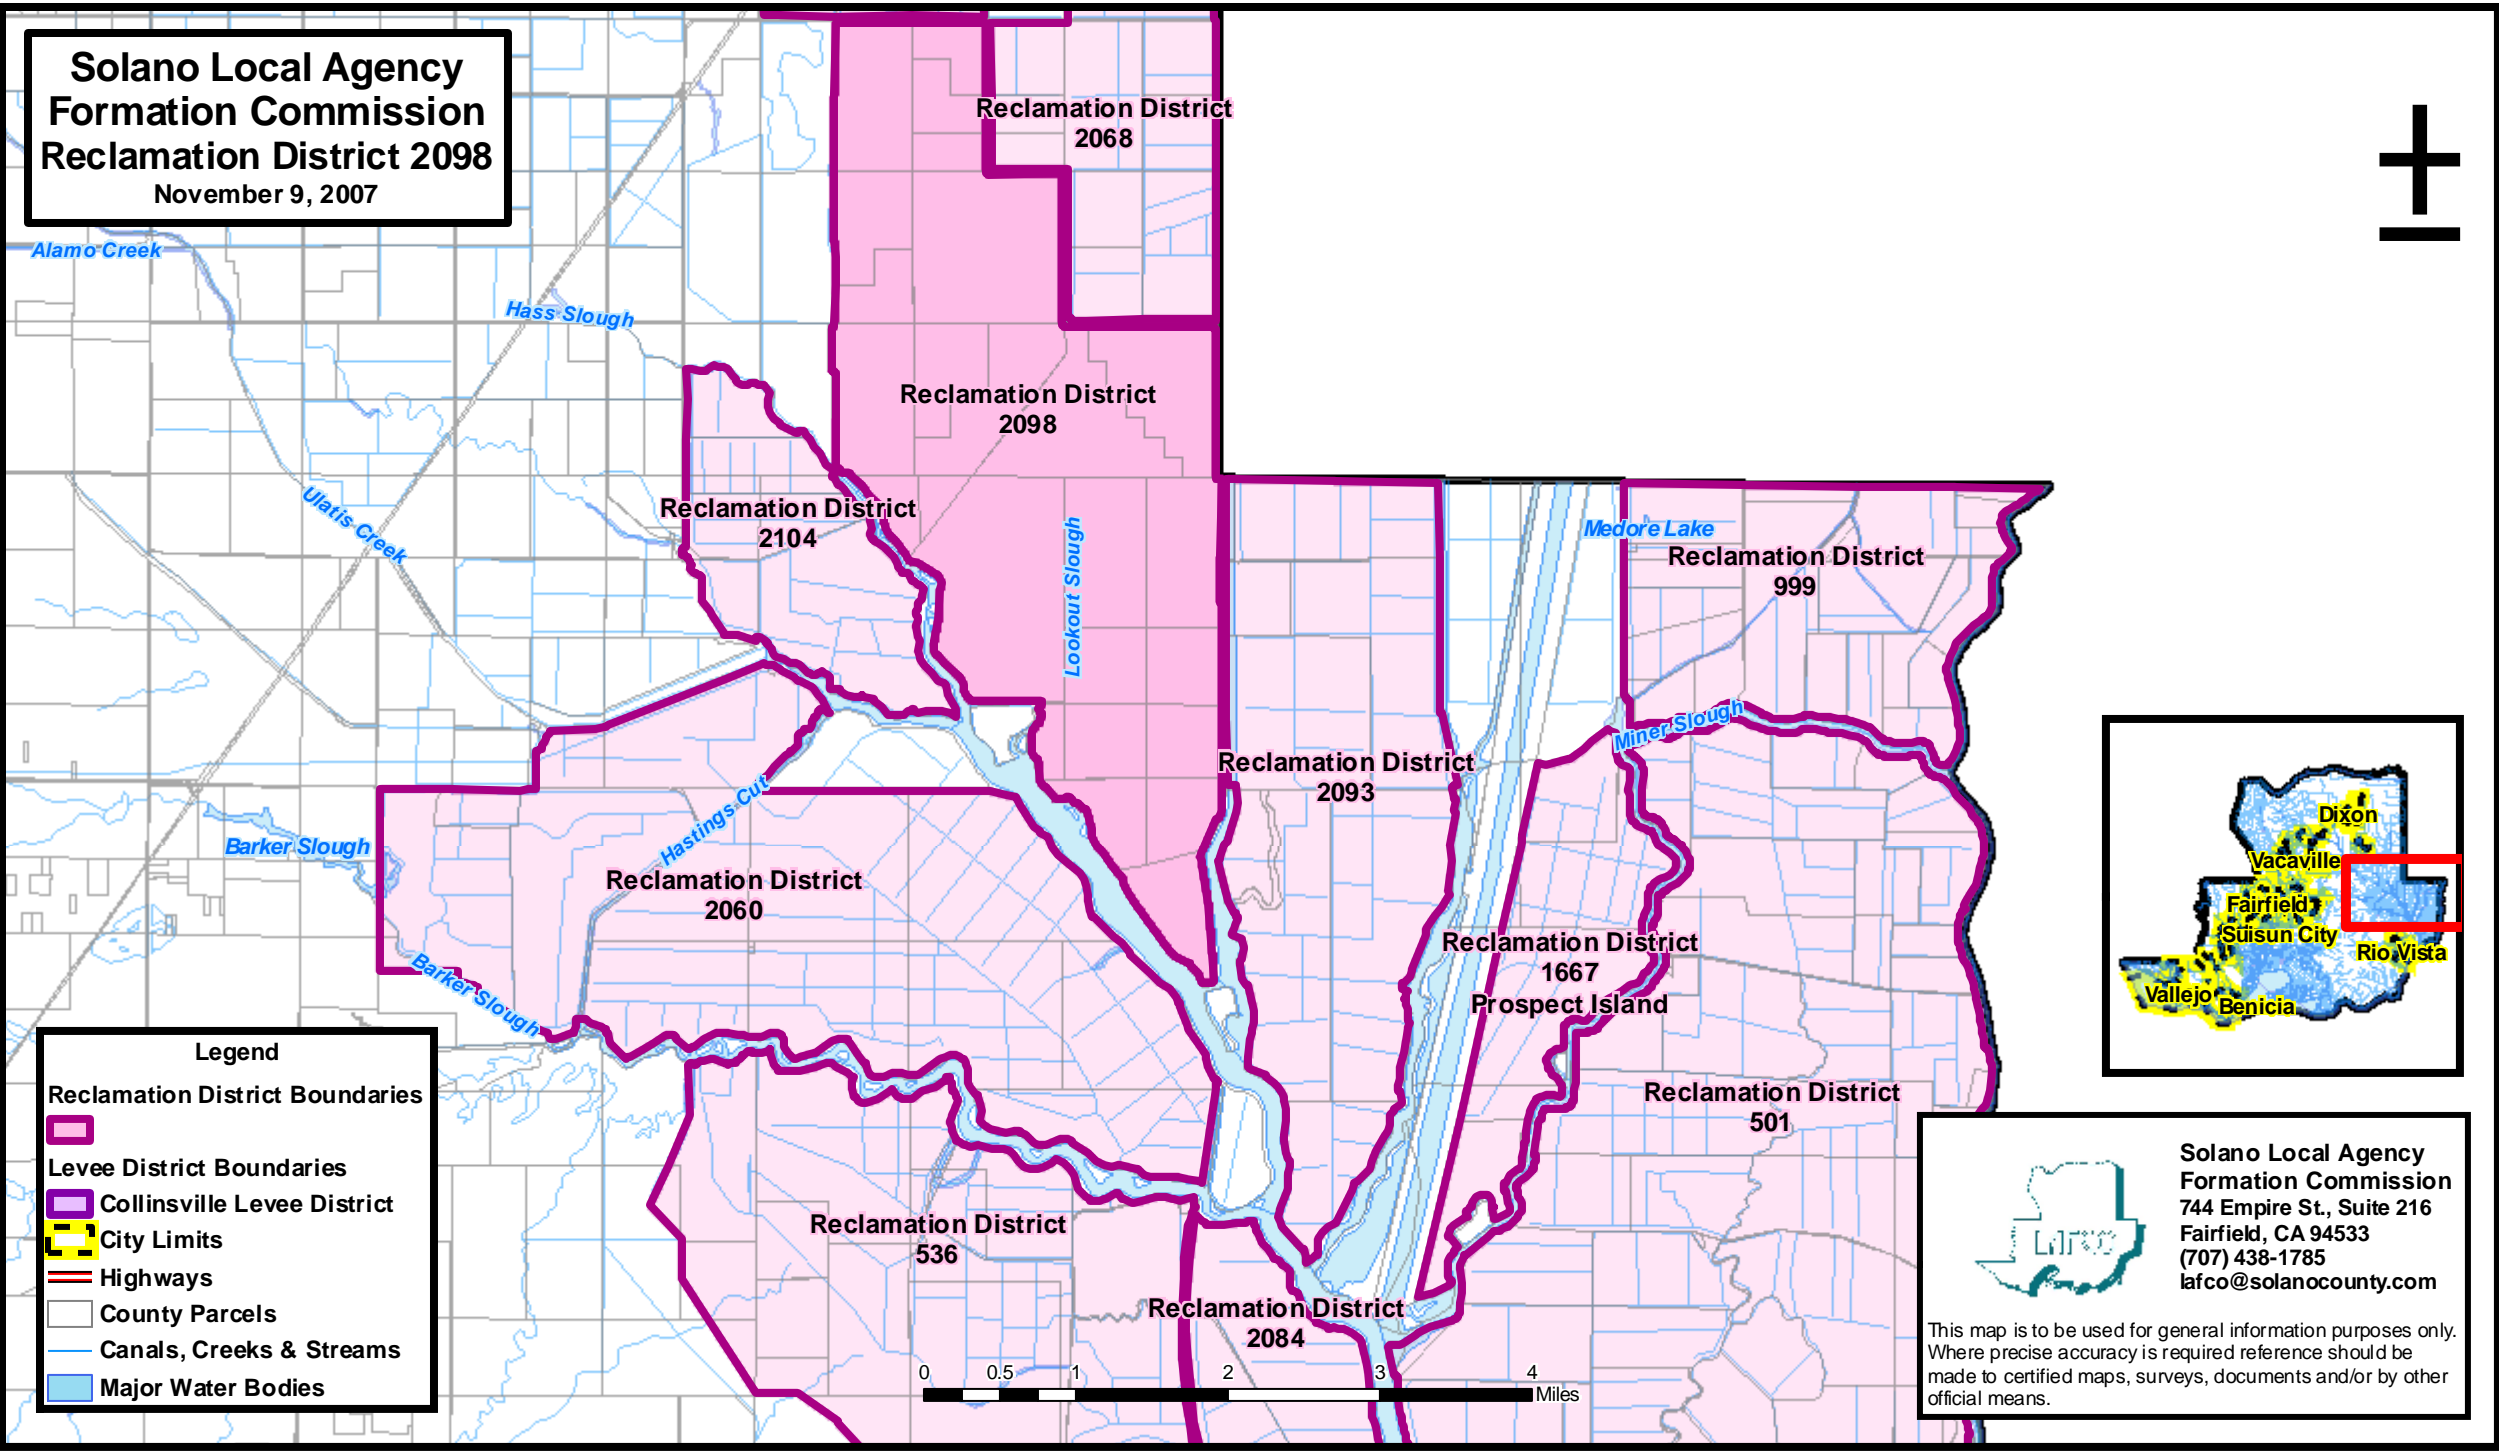 Solano Local Agency
Formation Commission
Reclamation District 2098
November 9, 2007
Reclamation District
2068
Alamo Creek
Hass Slough
Reclamation District
2098
Ulatis Creek
Reclamation District
2104
Lookout Slough
Medore Lake
Reclamation District
999
Miner Slough
Reclamation District
2093
Hastings Cut
Barker Slough
Reclamation District
2060
Barker Slough
Reclamation District
1667
Prospect Island
Reclamation District
501
Reclamation District
536
Reclamation District
2084
0 0.5 1 2 3 4
Miles
Legend
Reclamation District Boundaries
Levee District Boundaries
Collinsville Levee District
City Limits
Highways
County Parcels
Canals, Creeks & Streams
Major Water Bodies
Dixon
Vacaville
Fairfield
Suisun City
Rio Vista
Vallejo
Benicia
Solano Local Agency
Formation Commission
744 Empire St., Suite 216
Fairfield, CA 94533
(707) 438-1785
lafco@solanocounty.com
This map is to be used for general information purposes only.
Where precise accuracy is required reference should be
made to certified maps, surveys, documents and/or by other
official means.